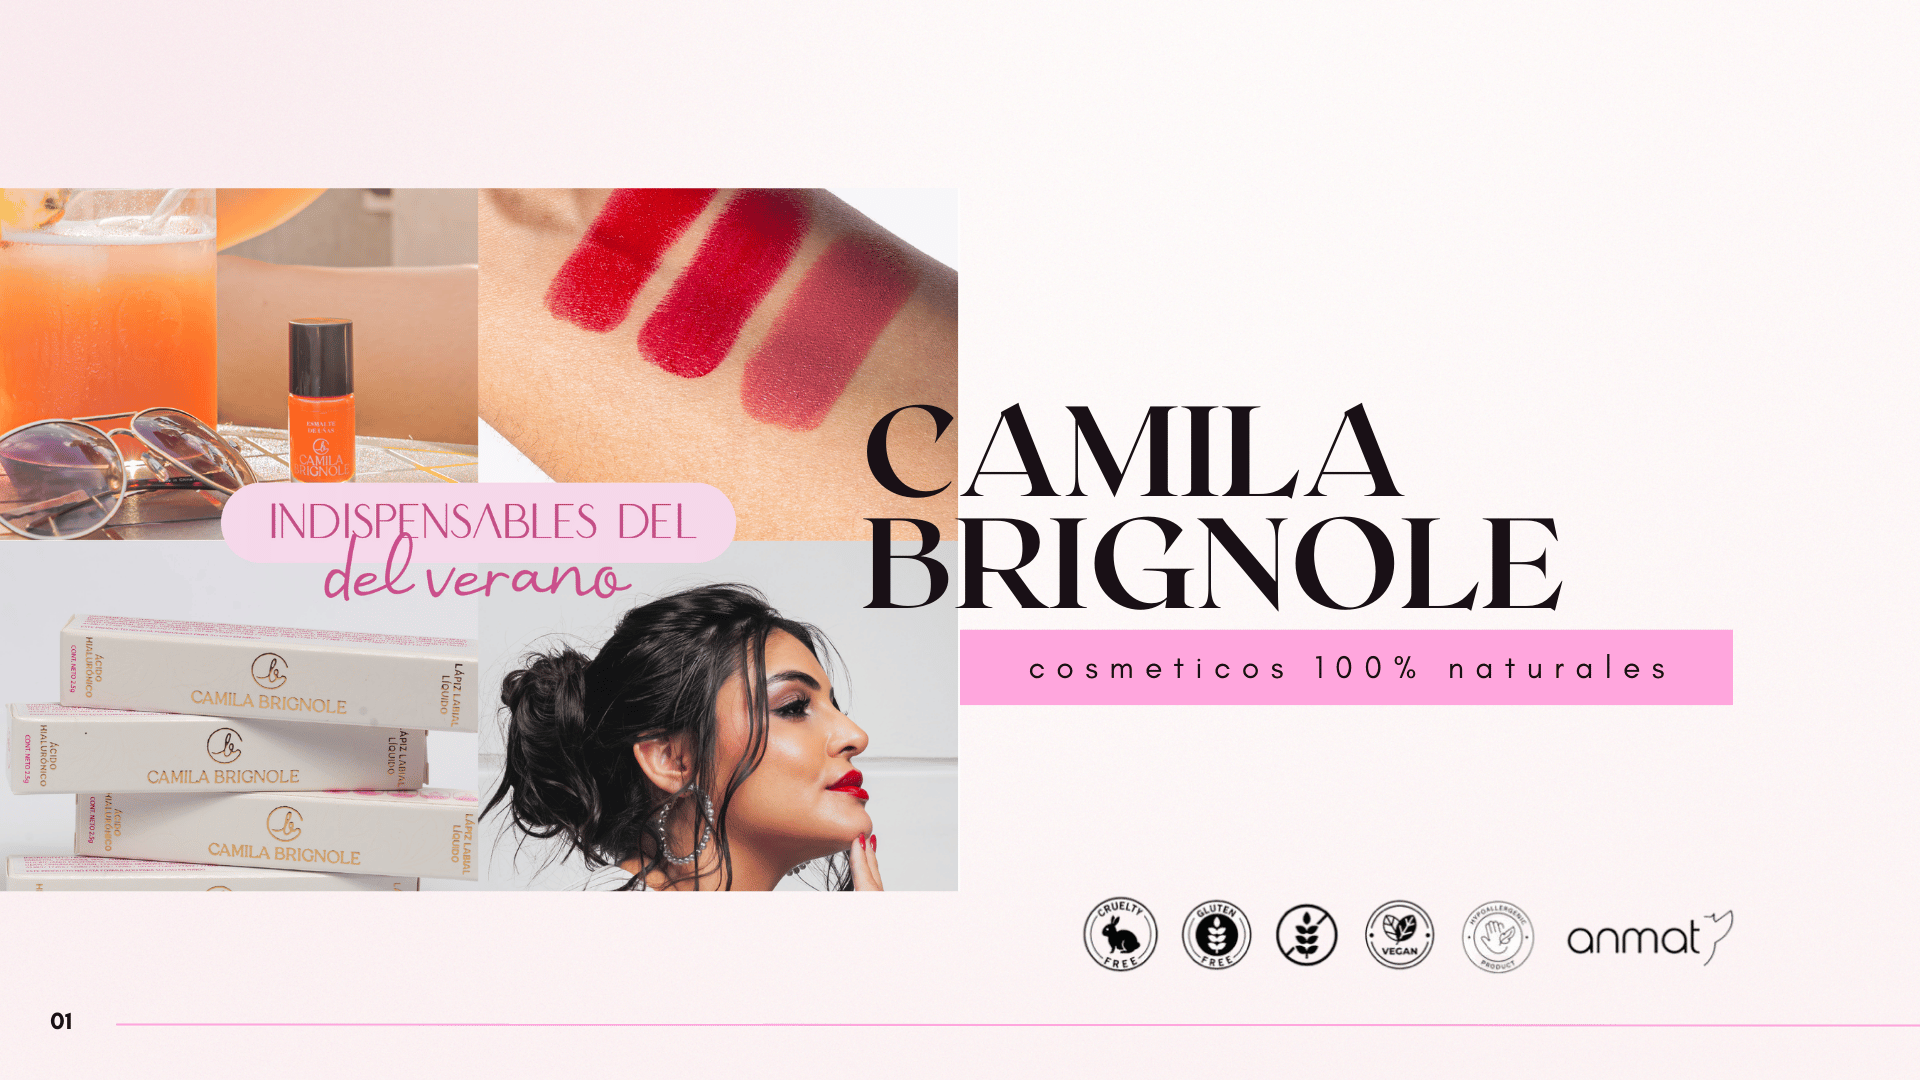 ESMALTE
DE UÑAS
CAMILA
BRIGNOLE
INDISPENSABLES DEL
del verano
ÁCIDO
HIALURÓNICO
CONT. NETO 2.5g
CAMILA BRIGNOLE
LÁPIZ LABIAL
LÍQUIDO
ÁCIDO
HIALURÓNICO
CONT. NETO 2.5g
CAMILA BRIGNOLE
LÁPIZ LABIAL
LÍQUIDO
ÁCIDO
HIALURÓNICO
CONT. NETO 2.5g
CAMILA BRIGNOLE
LÁPIZ LABIAL
LÍQUIDO
CAMILA
BRIGNOLE
cosmeticos 100% naturales
CRUELTY
FREE
GLUTEN
FREE
VEGAN
HYPOALLERGENIC
PRODUCT
anmat
01